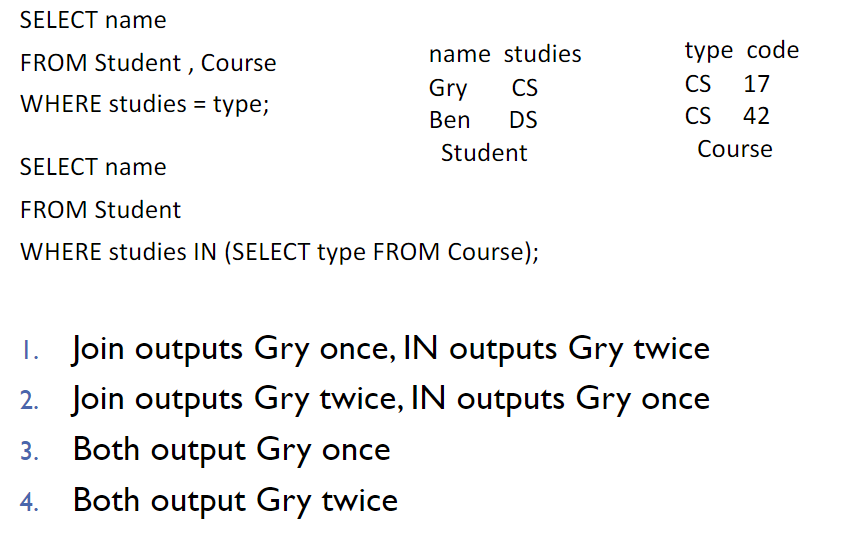 SELECT name
FROM Student , Course
WHERE studies = type;
SELECT name
FROM Student
WHERE studies IN (SELECT type FROM Course);
name studies
Gry CS
Ben DS
Student
type code
CS 17
CS 42
Course
1. Join outputs Gry once, IN outputs Gry twice
2. Join outputs Gry twice, IN outputs Gry once
3. Both output Gry once
4. Both output Gry twice